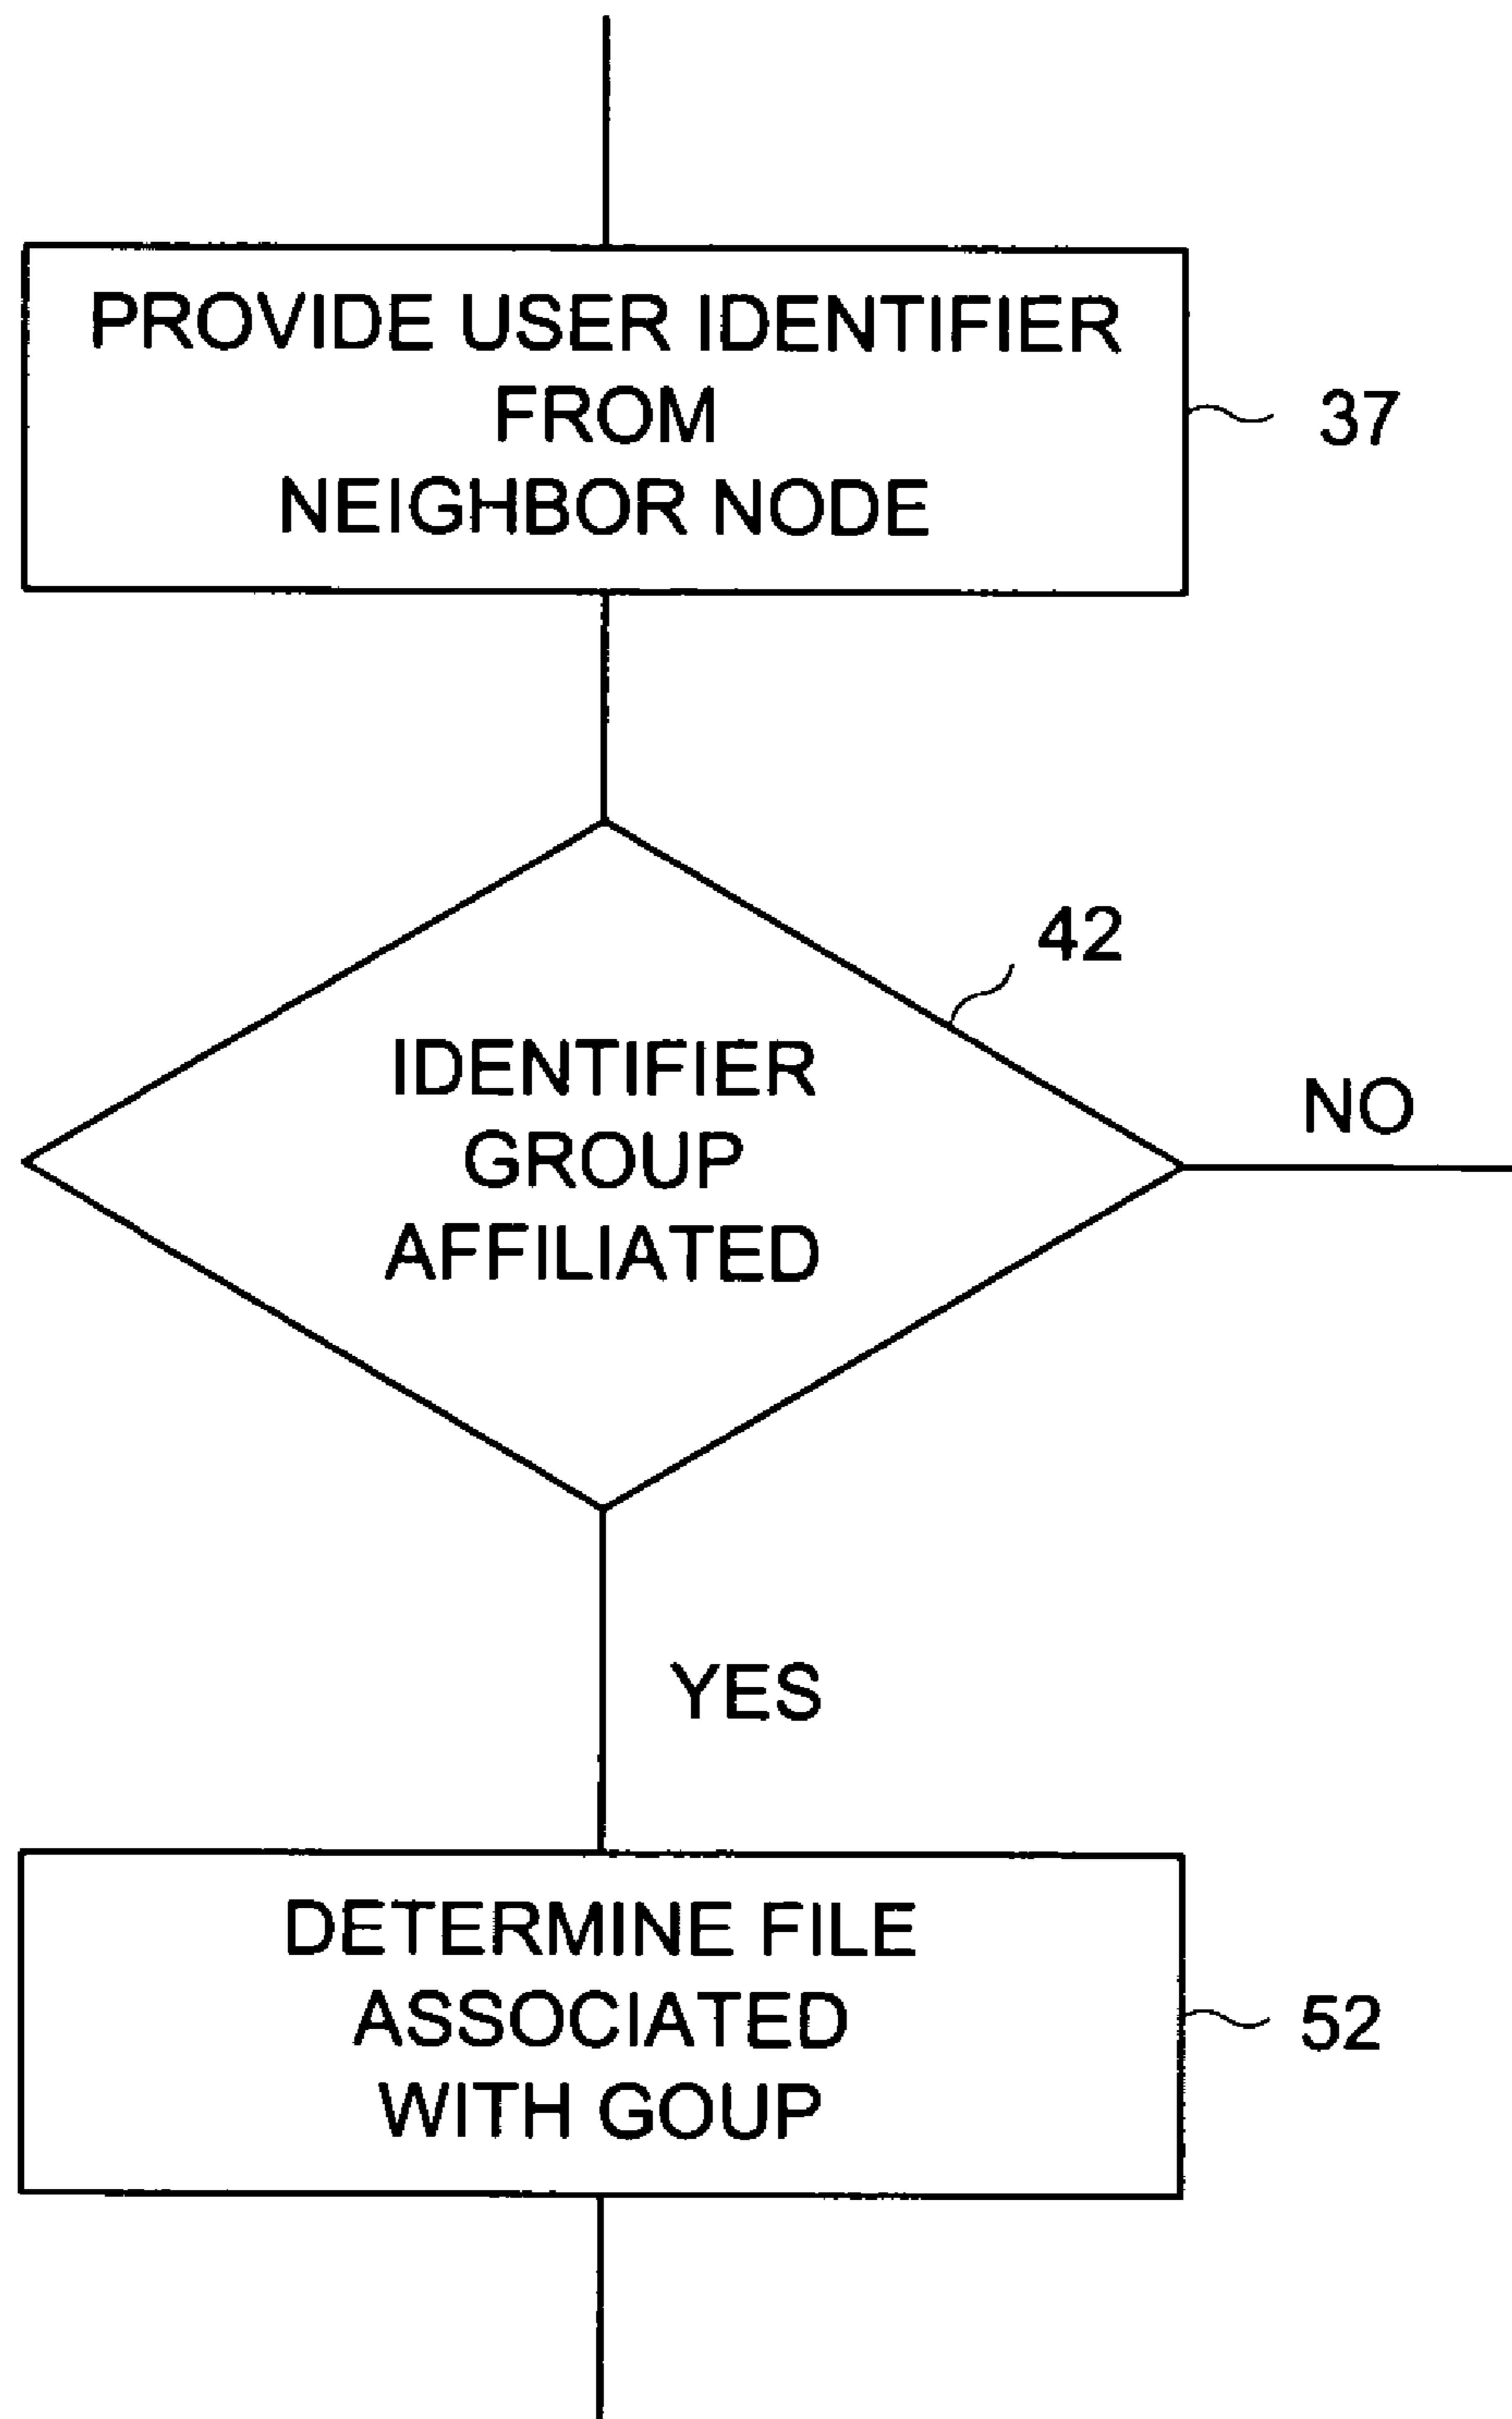 PROVIDE USER IDENTIFIER
FROM
NEIGHBOR NODE
37
42
IDENTIFIER
GROUP
AFFILIATED
NO
YES
DETERMINE FILE
ASSOCIATED
WITH GOUP
52